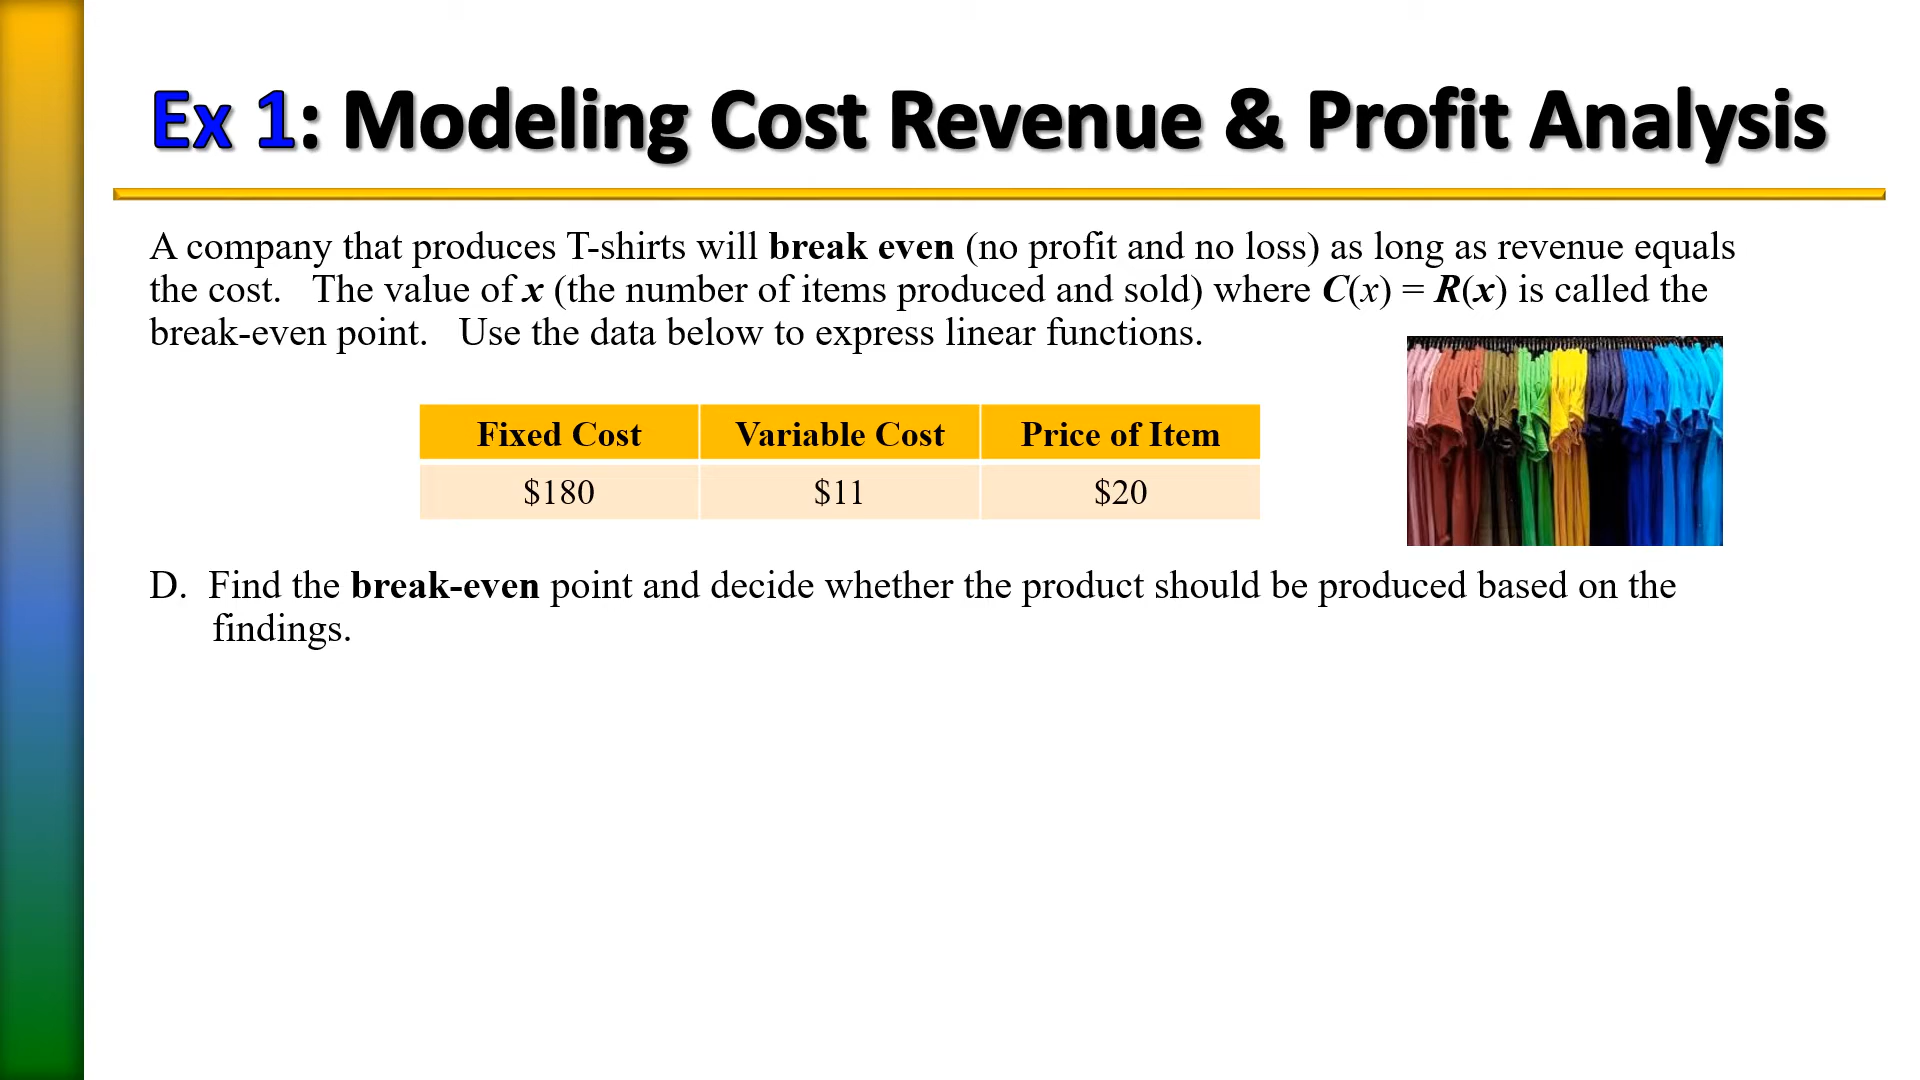 Ex 1: Modeling Cost Revenue & Profit Analysis
A company that produces T-shirts will break even (no profit and no loss) as long as revenue equals
the cost. The value of x (the number of items produced and sold) where C(x) = R(x) is called the
break-even point. Use the data below to express linear functions.
Fixed Cost Variable Cost Price of Item
$180 $11 $20
D. Find the break-even point and decide whether the product should be produced based on the
findings.